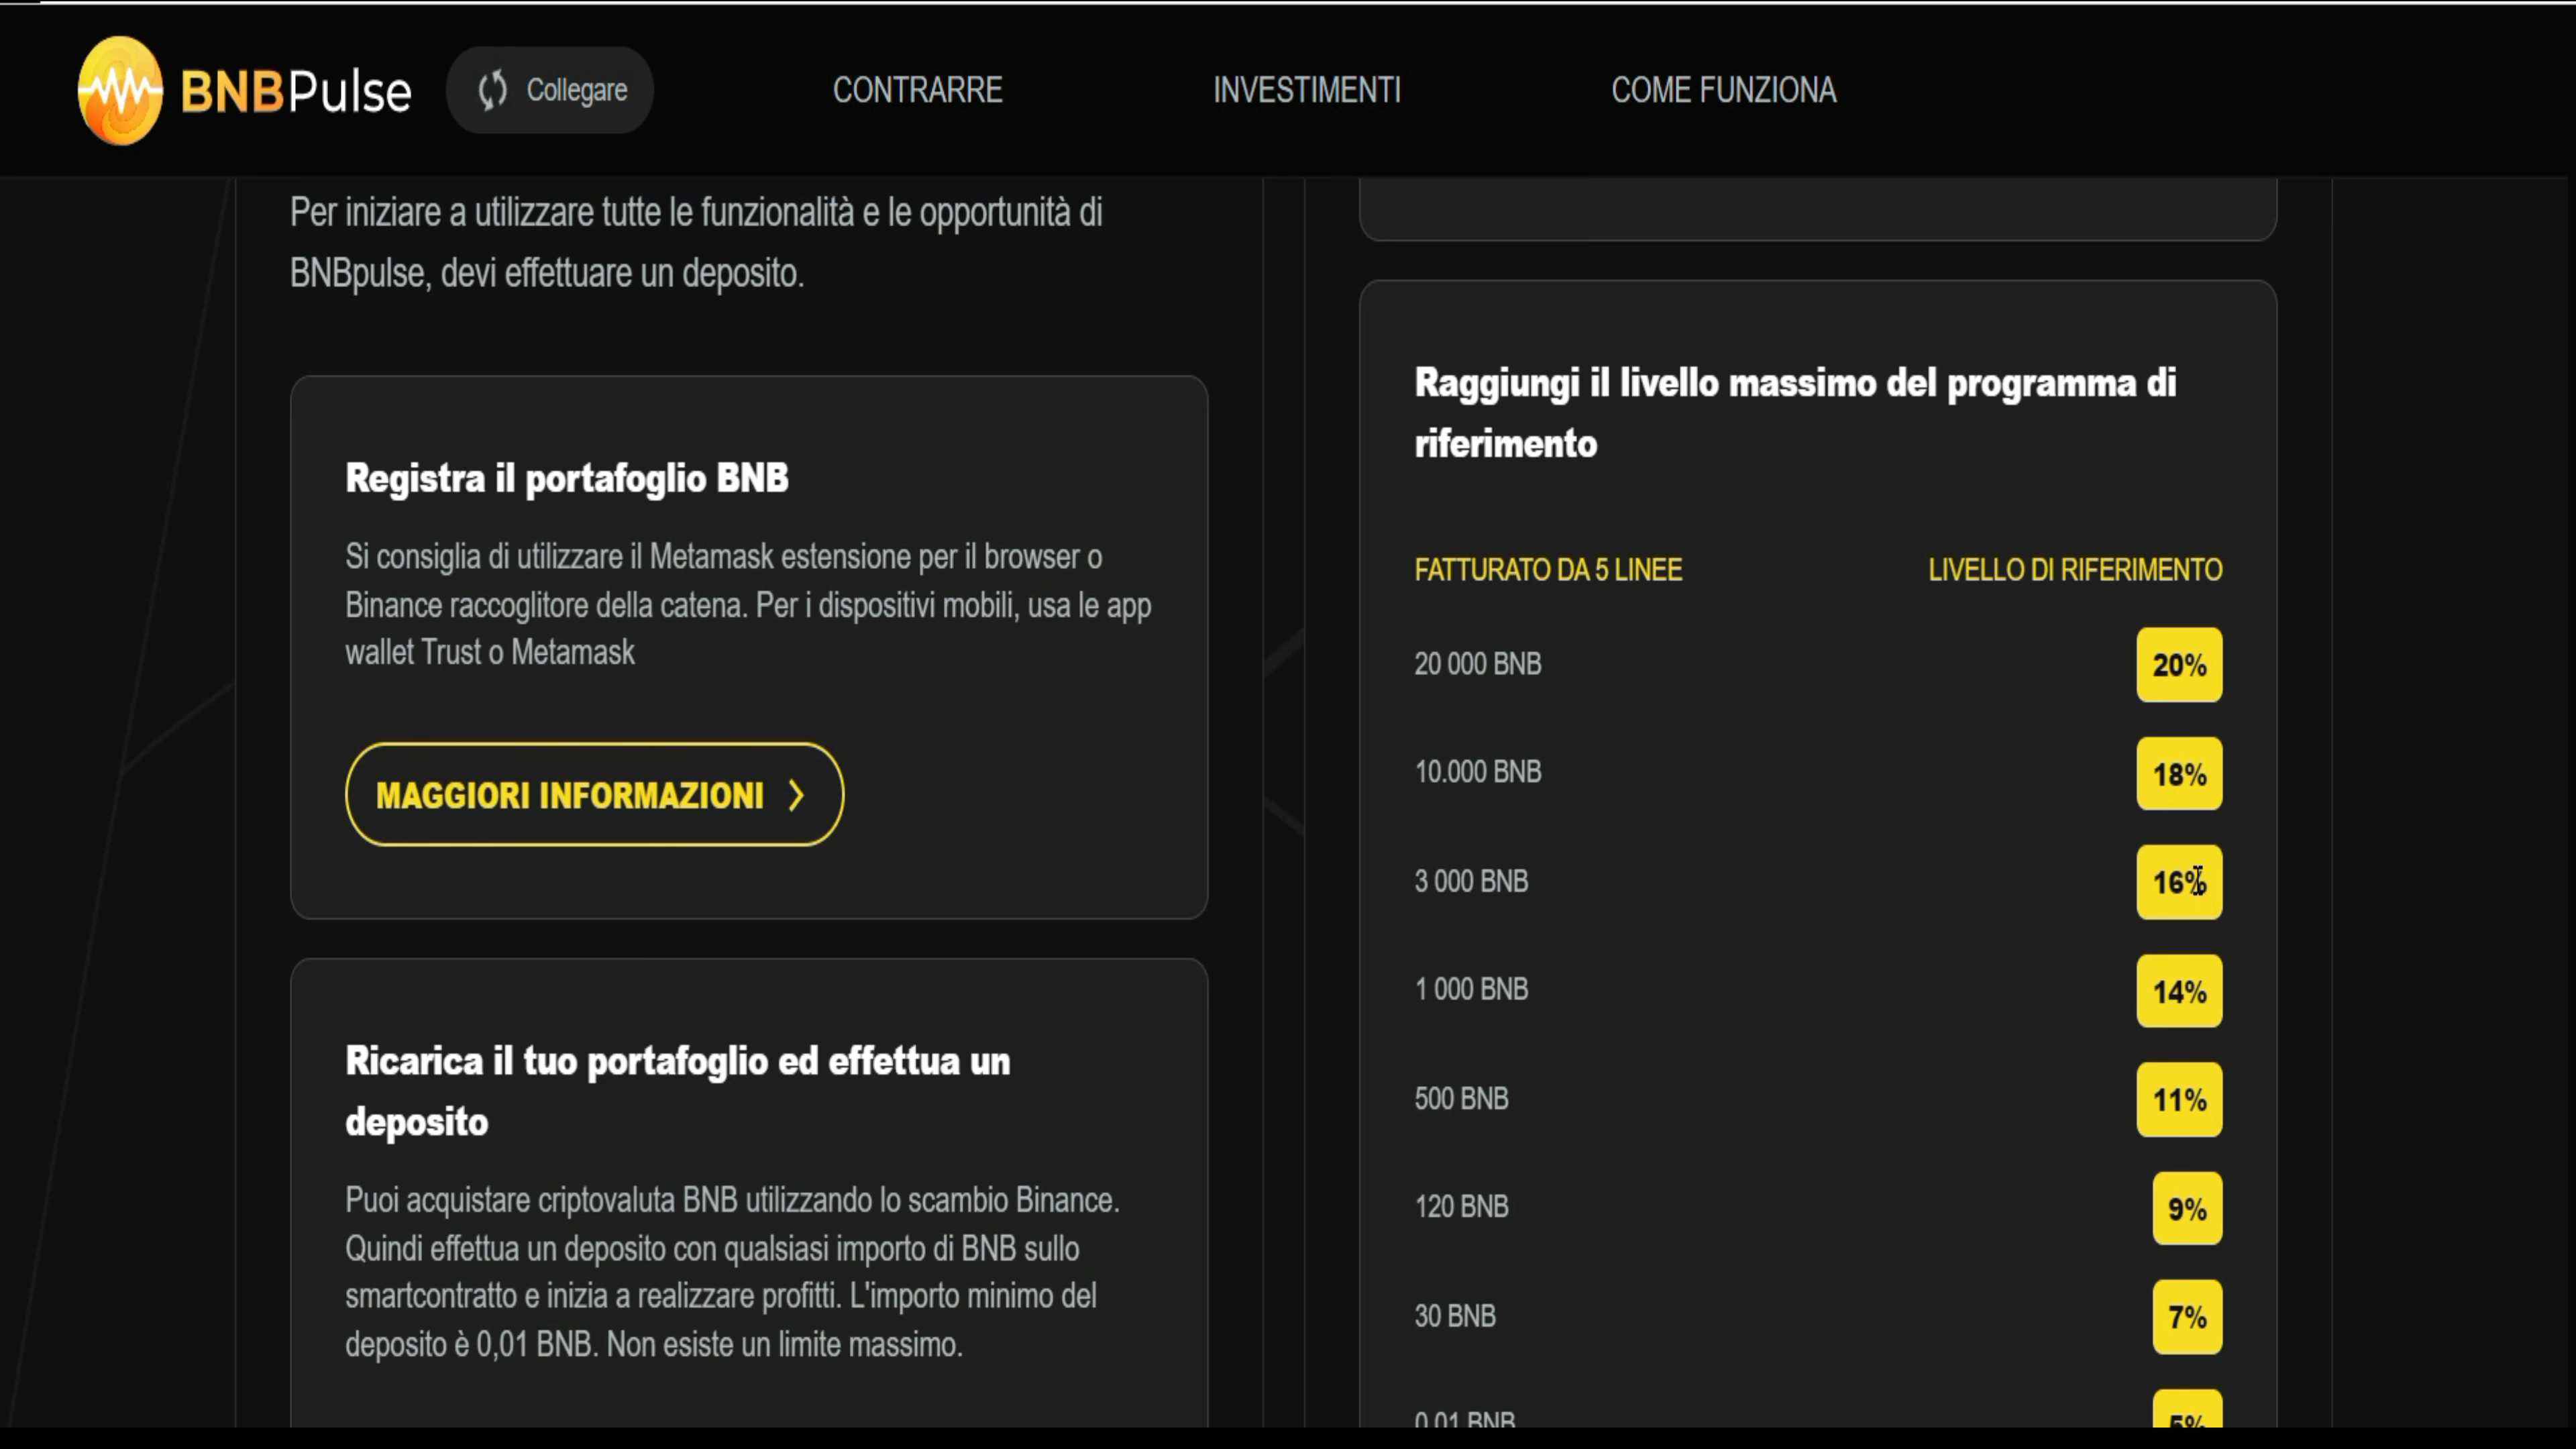 BNBPulse
Collegare
CONTRARRE
INVESTIMENTI
COME FUNZIONA
Per iniziare a utilizzare tutte le funzionalità e le opportunità di
BNBpulse, devi effettuare un deposito.
Registra il portafoglio BNB
Si consiglia di utilizzare il Metamask estensione per il browser o
Binance raccoglitore della catena. Per i dispositivi mobili, usa le app
wallet Trust o Metamask
MAGGIORI INFORMAZIONI
Ricarica il tuo portafoglio ed effettua un
deposito
Puoi acquistare criptovaluta BNB utilizzando lo scambio Binance.
Quindi effettua un deposito con qualsiasi importo di BNB sullo
smartcontratto e inizia a realizzare profitti. L'importo minimo del
deposito è 0,01 BNB. Non esiste un limite massimo.
Raggiungi il livello massimo del programma di
riferimento
FATTURATO DA 5 LINEE LIVELLO DI RIFERIMENTO
20 000 BNB 20%
10.000 BNB 18%
3 000 BNB 16%
1 000 BNB 14%
500 BNB 11%
120 BNB 9%
30 BNB 7%
0,01 BNB 5%